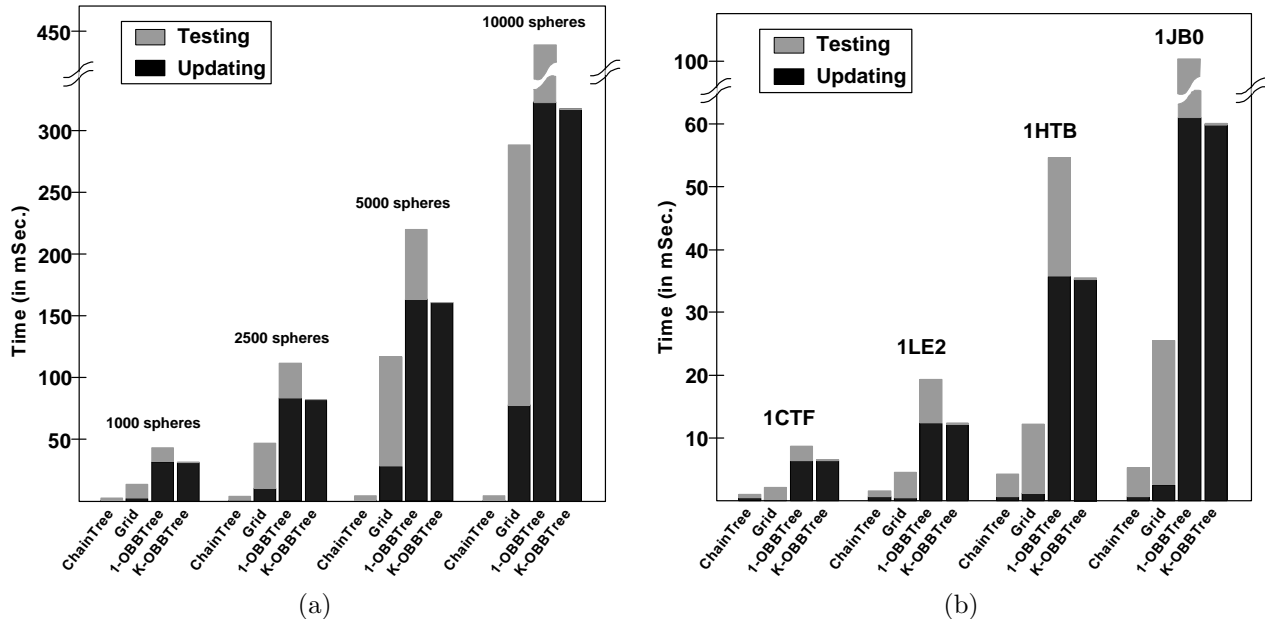 450
300
250
200
150
100
50
Time (in mSec.)
Testing
Updating
1000 spheres
2500 spheres
5000 spheres
10000 spheres
ChainTree
Grid
1-OBBTree
K-OBBTree
ChainTree
Grid
1-OBBTree
K-OBBTree
ChainTree
Grid
1-OBBTree
K-OBBTree
ChainTree
Grid
1-OBBTree
K-OBBTree
(a)
100
60
50
40
30
20
10
Time (in mSec.)
Testing
Updating
1CTF
1LE2
1HTB
1JB0
ChainTree
Grid
1-OBBTree
K-OBBTree
ChainTree
Grid
1-OBBTree
K-OBBTree
ChainTree
Grid
1-OBBTree
K-OBBTree
ChainTree
Grid
1-OBBTree
K-OBBTree
(b)